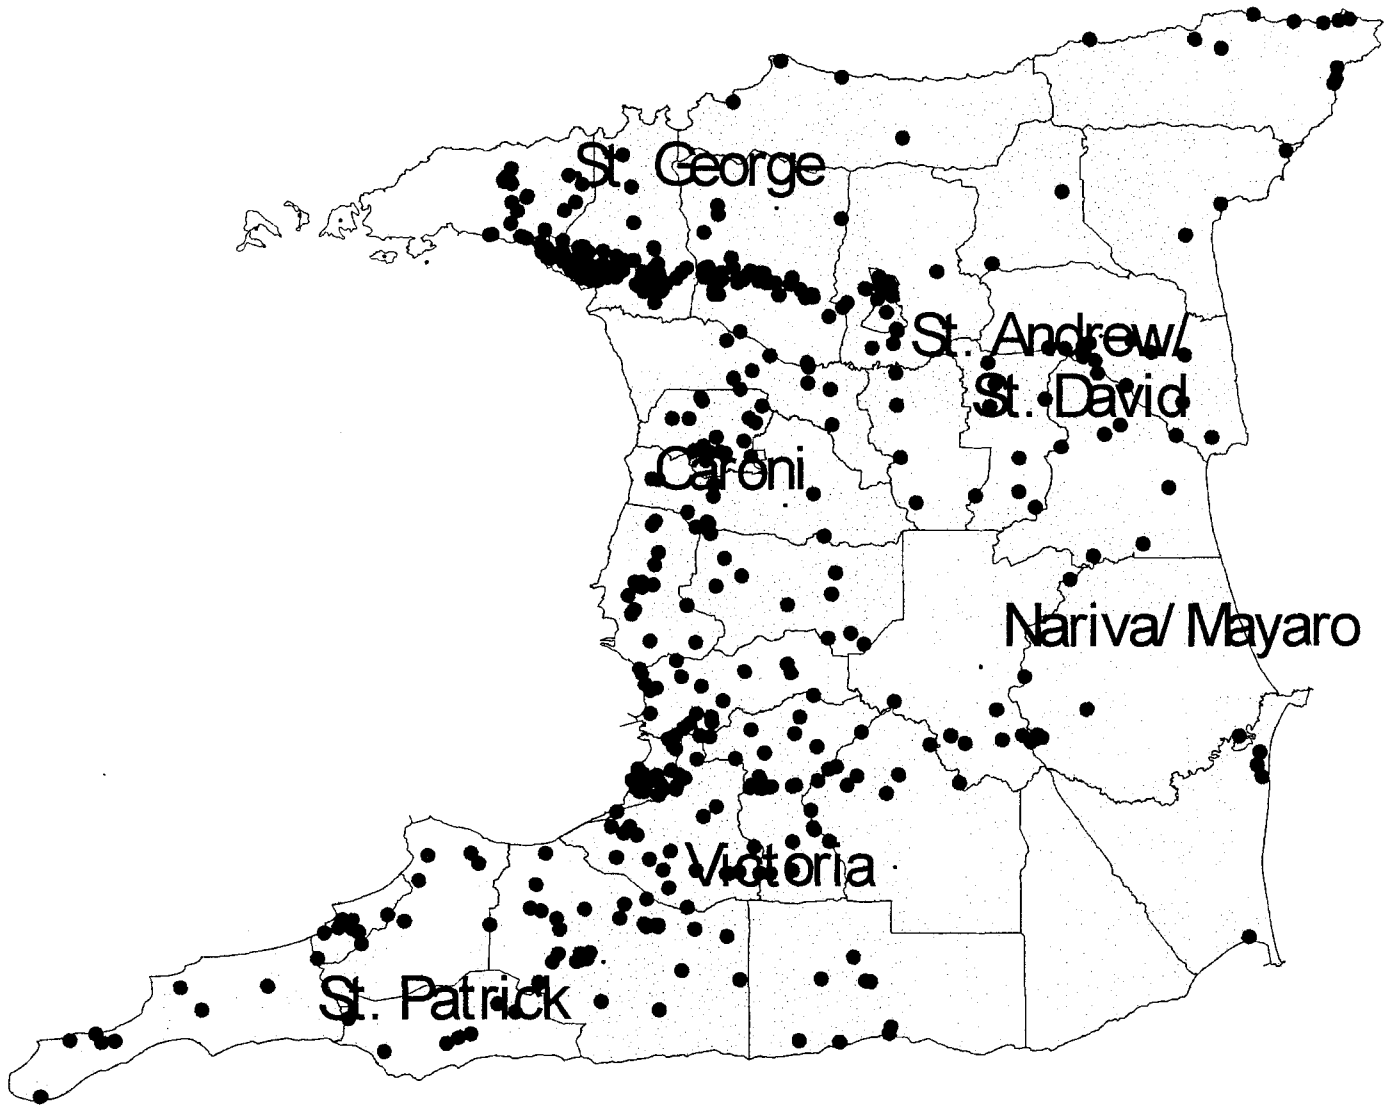 St. George
St. Andrew/
St. David
Caroni
Nariva/ Mayaro
Victoria
St. Patrick